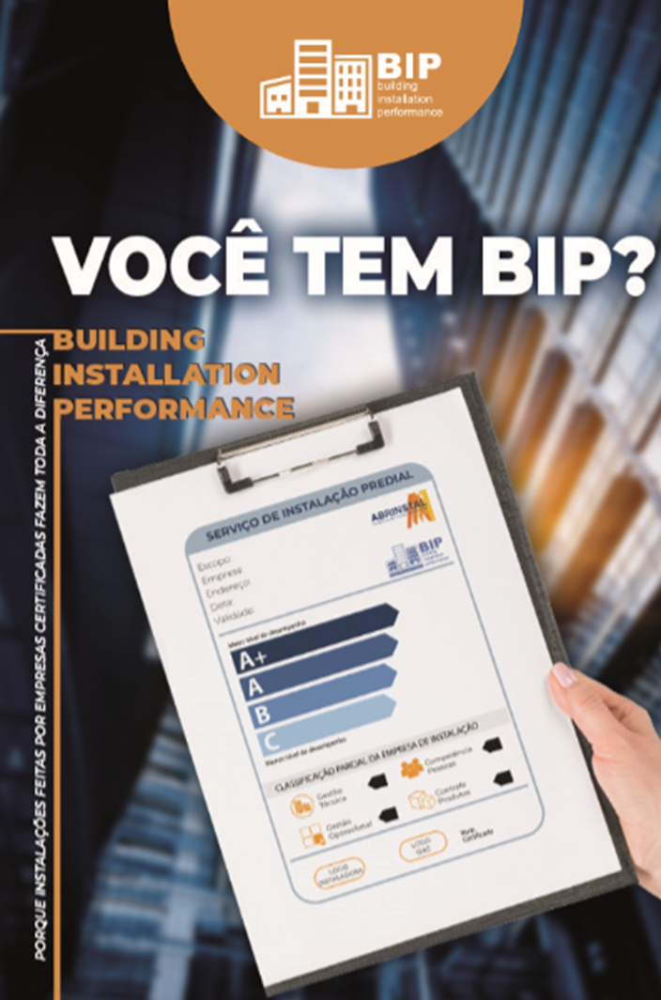 BIP
building
installation
performance
VOCÊ TEM BIP?
BUILDING
INSTALLATION
PERFORMANCE
PORQUE INSTALAÇÕES FEITAS POR EMPRESAS CERTIFICADAS FAZEM TODA A DIFERENÇA
SERVIÇO DE INSTALAÇÃO PREDIAL
ABRINSTAL
Escopo:
Empresa:
Endereço:
Data:
Validade:
BIP
Maior nível de desempenho
A+
A
B
C
Menor nível de desempenho
CLASSIFICAÇÃO PARCIAL DA EMPRESA DE INSTALAÇÃO
Gestão
Técnica
Competência
Pessoas
Gestão
Operacional
Controle
Produtos
LOGO
INSTALADORA
LOGO
OAC
Certificado